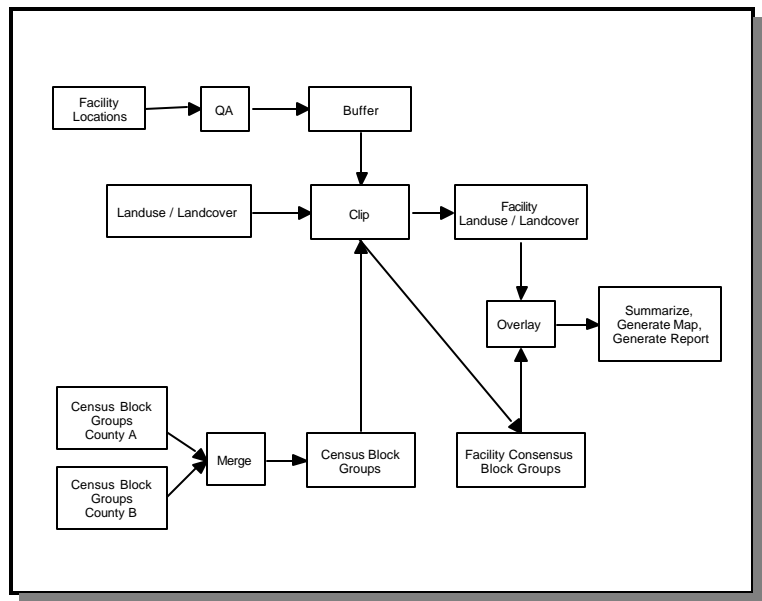 Facility
Locations
QA
Buffer
Landuse / Landcover
Clip
Facility
Landuse / Landcover
Overlay
Summarize,
Generate Map,
Generate Report
Census Block
Groups
County A
Merge
Census Block
Groups
Facility Consensus
Block Groups
Census Block
Groups
County B